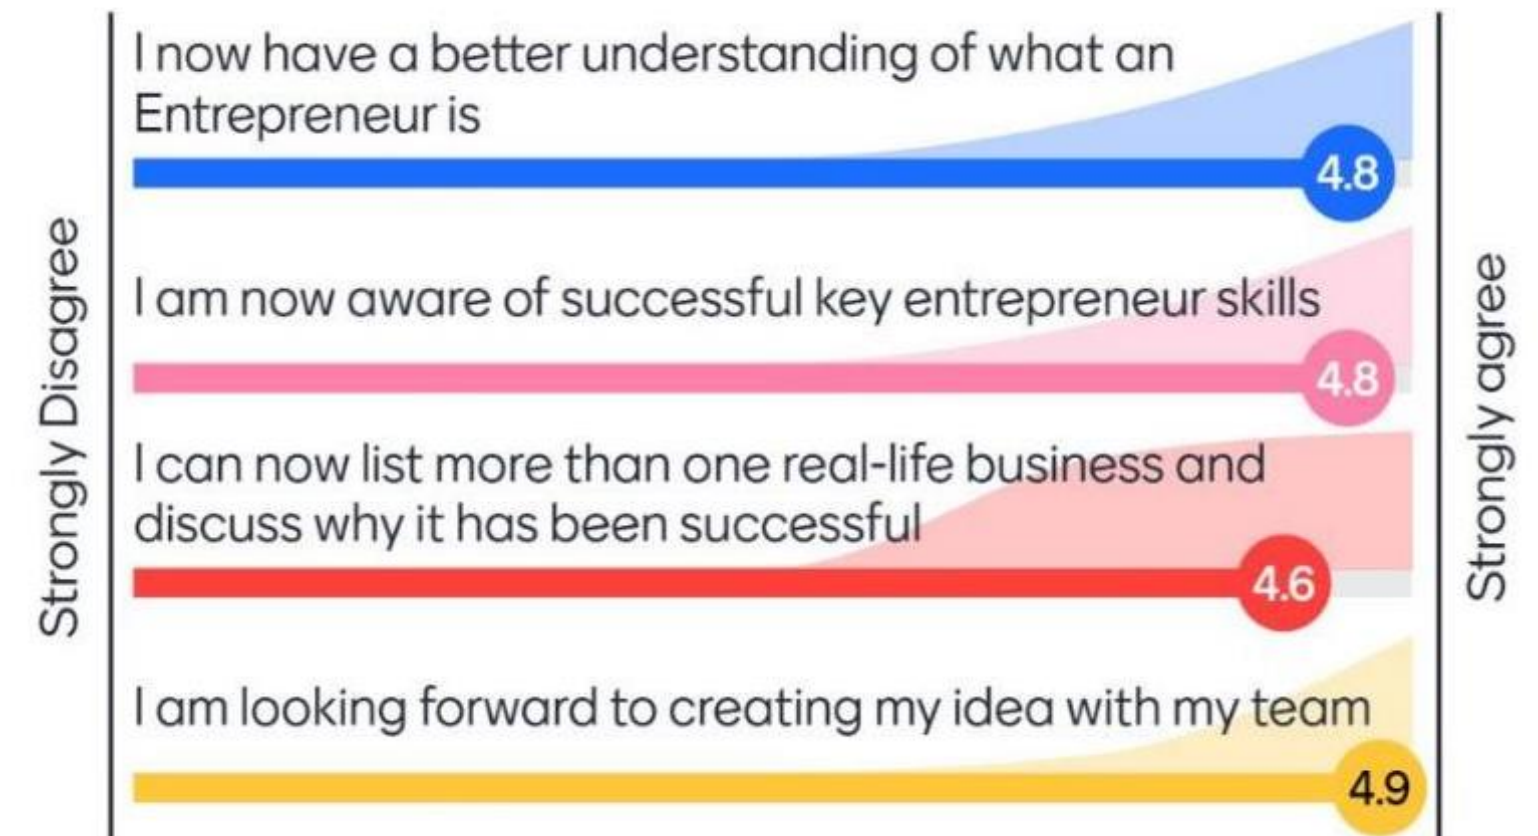 Strongly Disagree
I now have a better understanding of what an
Entrepreneur is
4.8
I am now aware of successful key entrepreneur skills
4.8
I can now list more than one real-life business and
discuss why it has been successful
4.6
I am looking forward to creating my idea with my team
4.9
Strongly agree